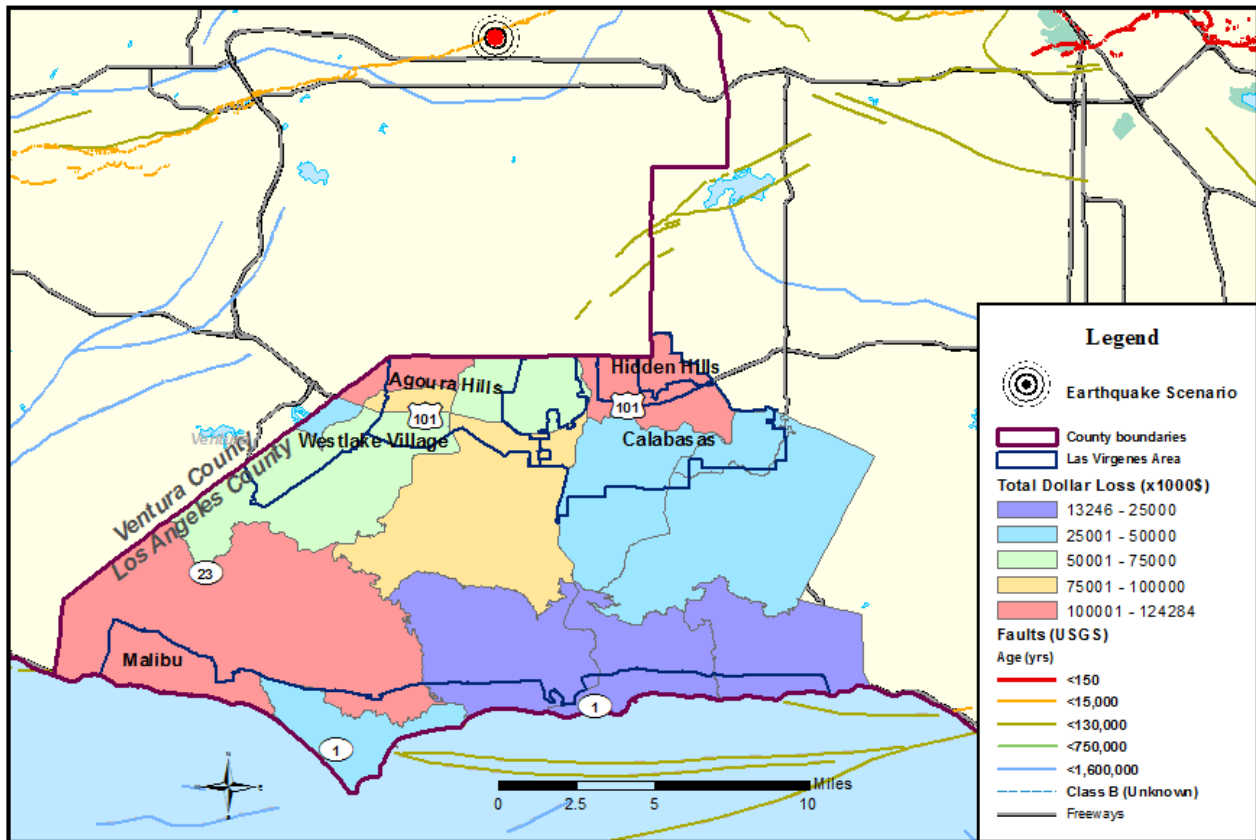 Agoura Hills
Hidden Hills
101
101
Westlake Village
Calabasas
Ventura County
Los Angeles County
23
Malibu
1
1
Miles
0 2.5 5 10
Legend
Earthquake Scenario
County boundaries
Las Virgenes Area
Total Dollar Loss (x1000$)
13246 - 25000
25001 - 50000
50001 - 75000
75001 - 100000
100001 - 124284
Faults (USGS)
Age (yrs)
<150
<15,000
<130,000
<750,000
<1,600,000
Class B (Unknown)
Freeways